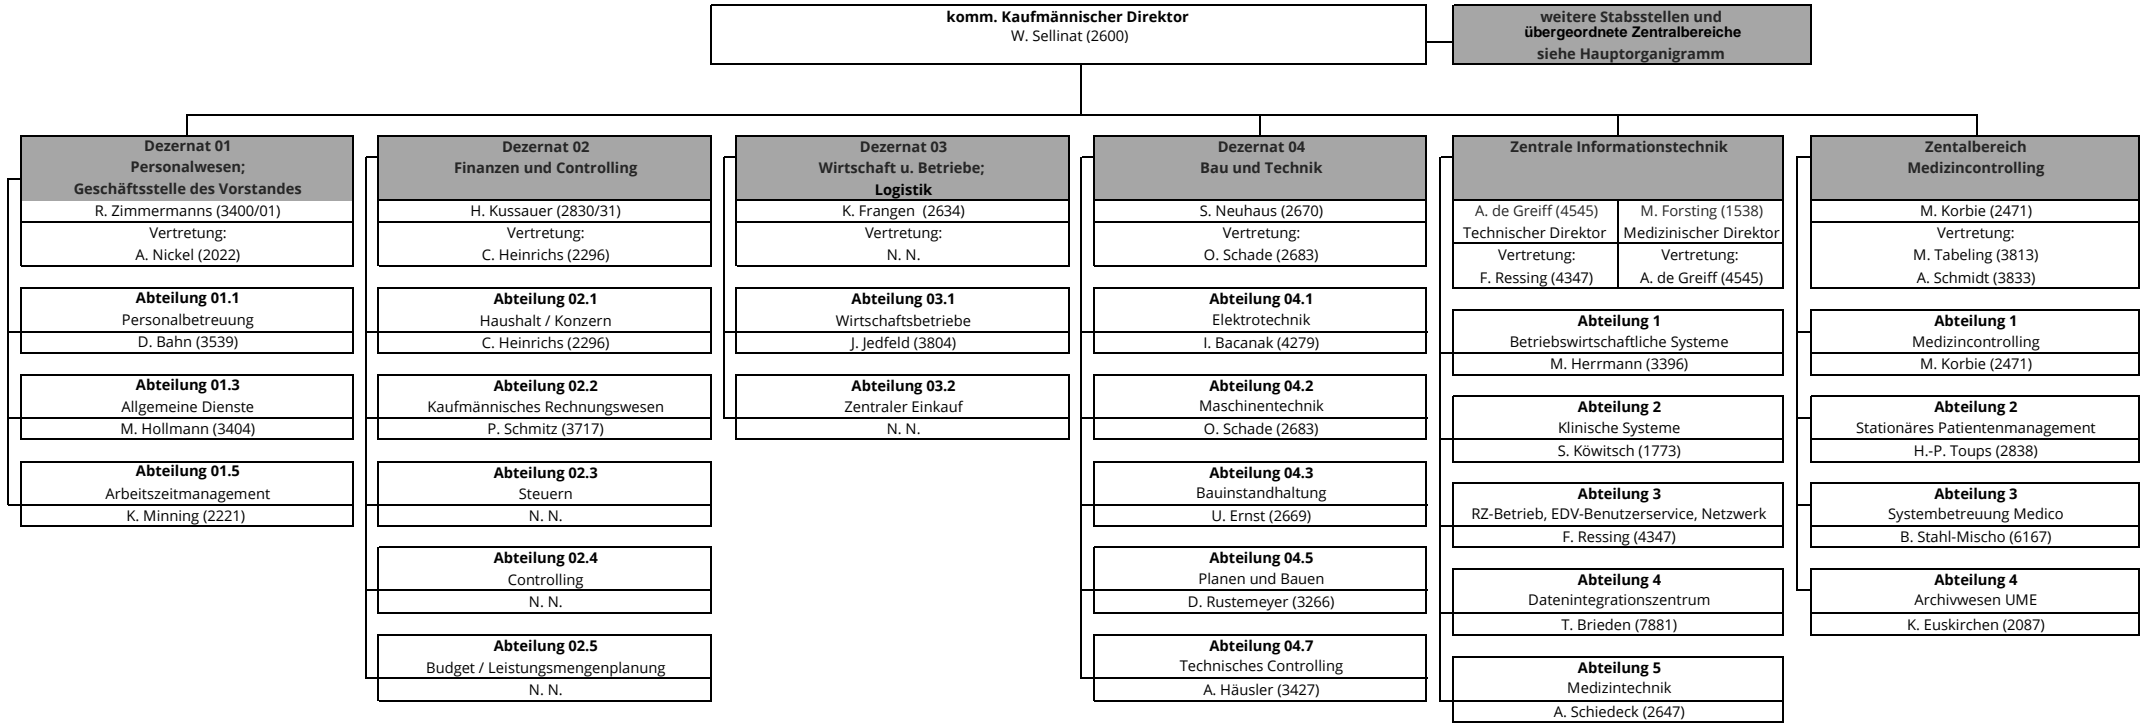 komm. Kaufmännischer Direktor
W. Sellinat (2600)
weitere Stabsstellen und
übergeordnete Zentralbereiche
siehe Hauptorganigramm
Dezernat 01
Personalwesen;
Geschäftsstelle des Vorstandes
R. Zimmermanns (3400/01)
Vertretung:
A. Nickel (2022)
Abteilung 01.1
Personalbetreuung
D. Bahn (3539)
Abteilung 01.3
Allgemeine Dienste
M. Hollmann (3404)
Abteilung 01.5
Arbeitszeitmanagement
K. Minning (2221)
Dezernat 02
Finanzen und Controlling
H. Kussauer (2830/31)
Vertretung:
C. Heinrichs (2296)
Abteilung 02.1
Haushalt / Konzern
C. Heinrichs (2296)
Abteilung 02.2
Kaufmännisches Rechnungswesen
P. Schmitz (3717)
Abteilung 02.3
Steuern
N. N.
Abteilung 02.4
Controlling
N. N.
Abteilung 02.5
Budget / Leistungsmengenplanung
N. N.
Dezernat 03
Wirtschaft u. Betriebe;
Logistik
K. Frangen (2634)
Vertretung:
N. N.
Abteilung 03.1
Wirtschaftsbetriebe
J. Jedfeld (3804)
Abteilung 03.2
Zentraler Einkauf
N. N.
Dezernat 04
Bau und Technik
S. Neuhaus (2670)
Vertretung:
O. Schade (2683)
Abteilung 04.1
Elektrotechnik
I. Bacanak (4279)
Abteilung 04.2
Maschinentechnik
O. Schade (2683)
Abteilung 04.3
Bauinstandhaltung
U. Ernst (2669)
Abteilung 04.5
Planen und Bauen
D. Rustemeyer (3266)
Abteilung 04.7
Technisches Controlling
A. Häusler (3427)
Zentrale Informationstechnik
A. de Greiff (4545)
Technischer Direktor
Vertretung:
F. Ressing (4347)
M. Forsting (1538)
Medizinischer Direktor
Vertretung:
A. de Greiff (4545)
Abteilung 1
Betriebswirtschaftliche Systeme
M. Herrmann (3396)
Abteilung 2
Klinische Systeme
S. Köwitsch (1773)
Abteilung 3
RZ-Betrieb, EDV-Benutzerservice, Netzwerk
F. Ressing (4347)
Abteilung 4
Datenintegrationszentrum
T. Brieden (7881)
Abteilung 5
Medizintechnik
A. Schiedeck (2647)
Zentalbereich
Medizincontrolling
M. Korbie (2471)
Vertretung:
M. Tabeling (3813)
A. Schmidt (3833)
Abteilung 1
Medizincontrolling
M. Korbie (2471)
Abteilung 2
Stationäres Patientenmanagement
H.-P. Toups (2838)
Abteilung 3
Systembetreuung Medico
B. Stahl-Mischo (6167)
Abteilung 4
Archivwesen UME
K. Euskirchen (2087)